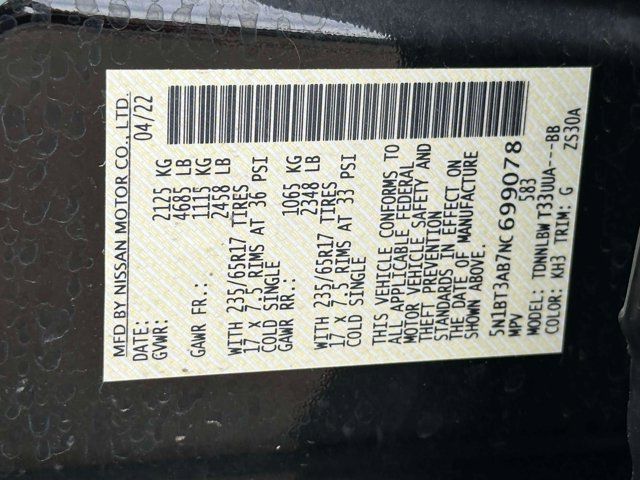 MFD BY NISSAN MOTOR CO., LTD.
DATE: 04/22
GVWR: 2125 KG
4685 LB
GAWR FR.: 1115 KG
2458 LB
WITH 235/65R17 TIRES
17 X 7.5 RIMS AT 36 PSI
COLD SINGLE
GAWR RR.: 1065 KG
2348 LB
WITH 235/65R17 TIRES
17 X 7.5 RIMS AT 33 PSI
COLD SINGLE
THIS VEHICLE CONFORMS TO
ALL APPLICABLE FEDERAL
MOTOR VEHICLE SAFETY AND
THEFT PREVENTION
STANDARDS IN EFFECT ON
THE DATE OF MANUFACTURE
SHOWN ABOVE.
5N1BT3AB7NC699078
MPV 583
MODEL: TDNNLBWT33UUA----BB
COLOR: KH3 TRIM: G ZS30A